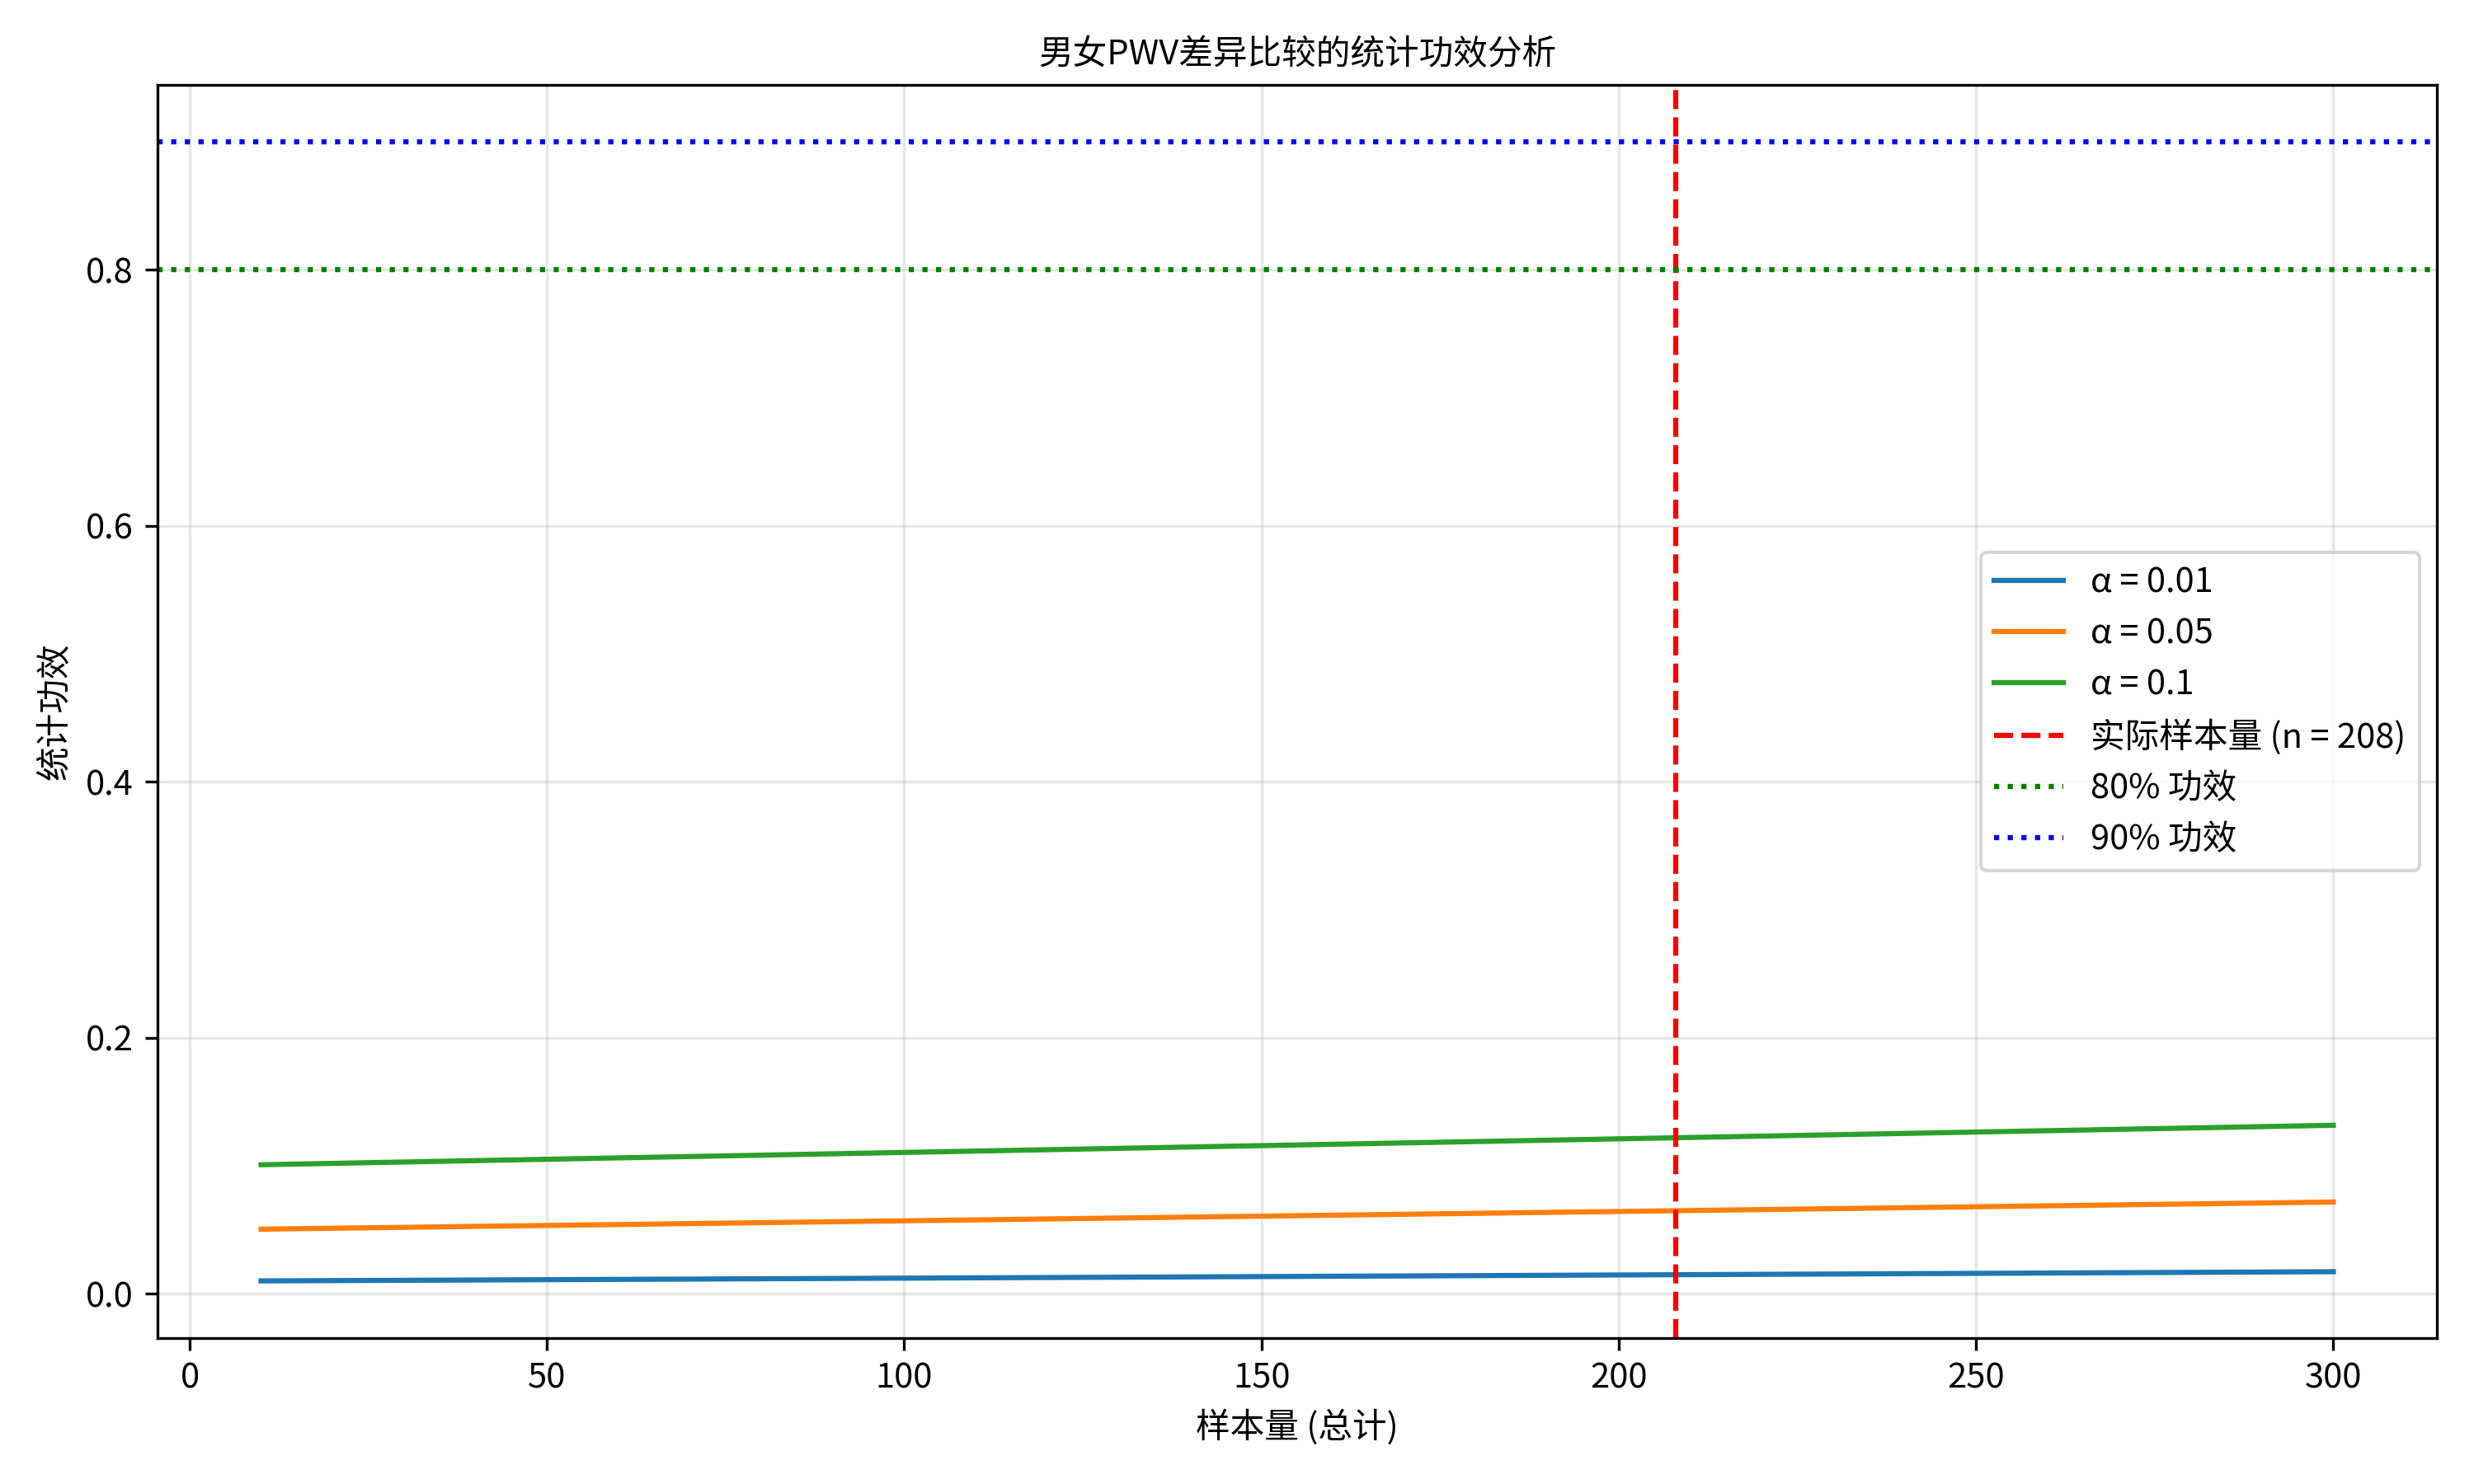 男女PWV差异比较的统计功效分析
统计功效
0.8
0.6
0.4
0.2
0.0
α = 0.01
α = 0.05
α = 0.1
实际样本量 (n = 208)
80% 功效
90% 功效
0 50 100 150 200 250 300
样本量 (总计)